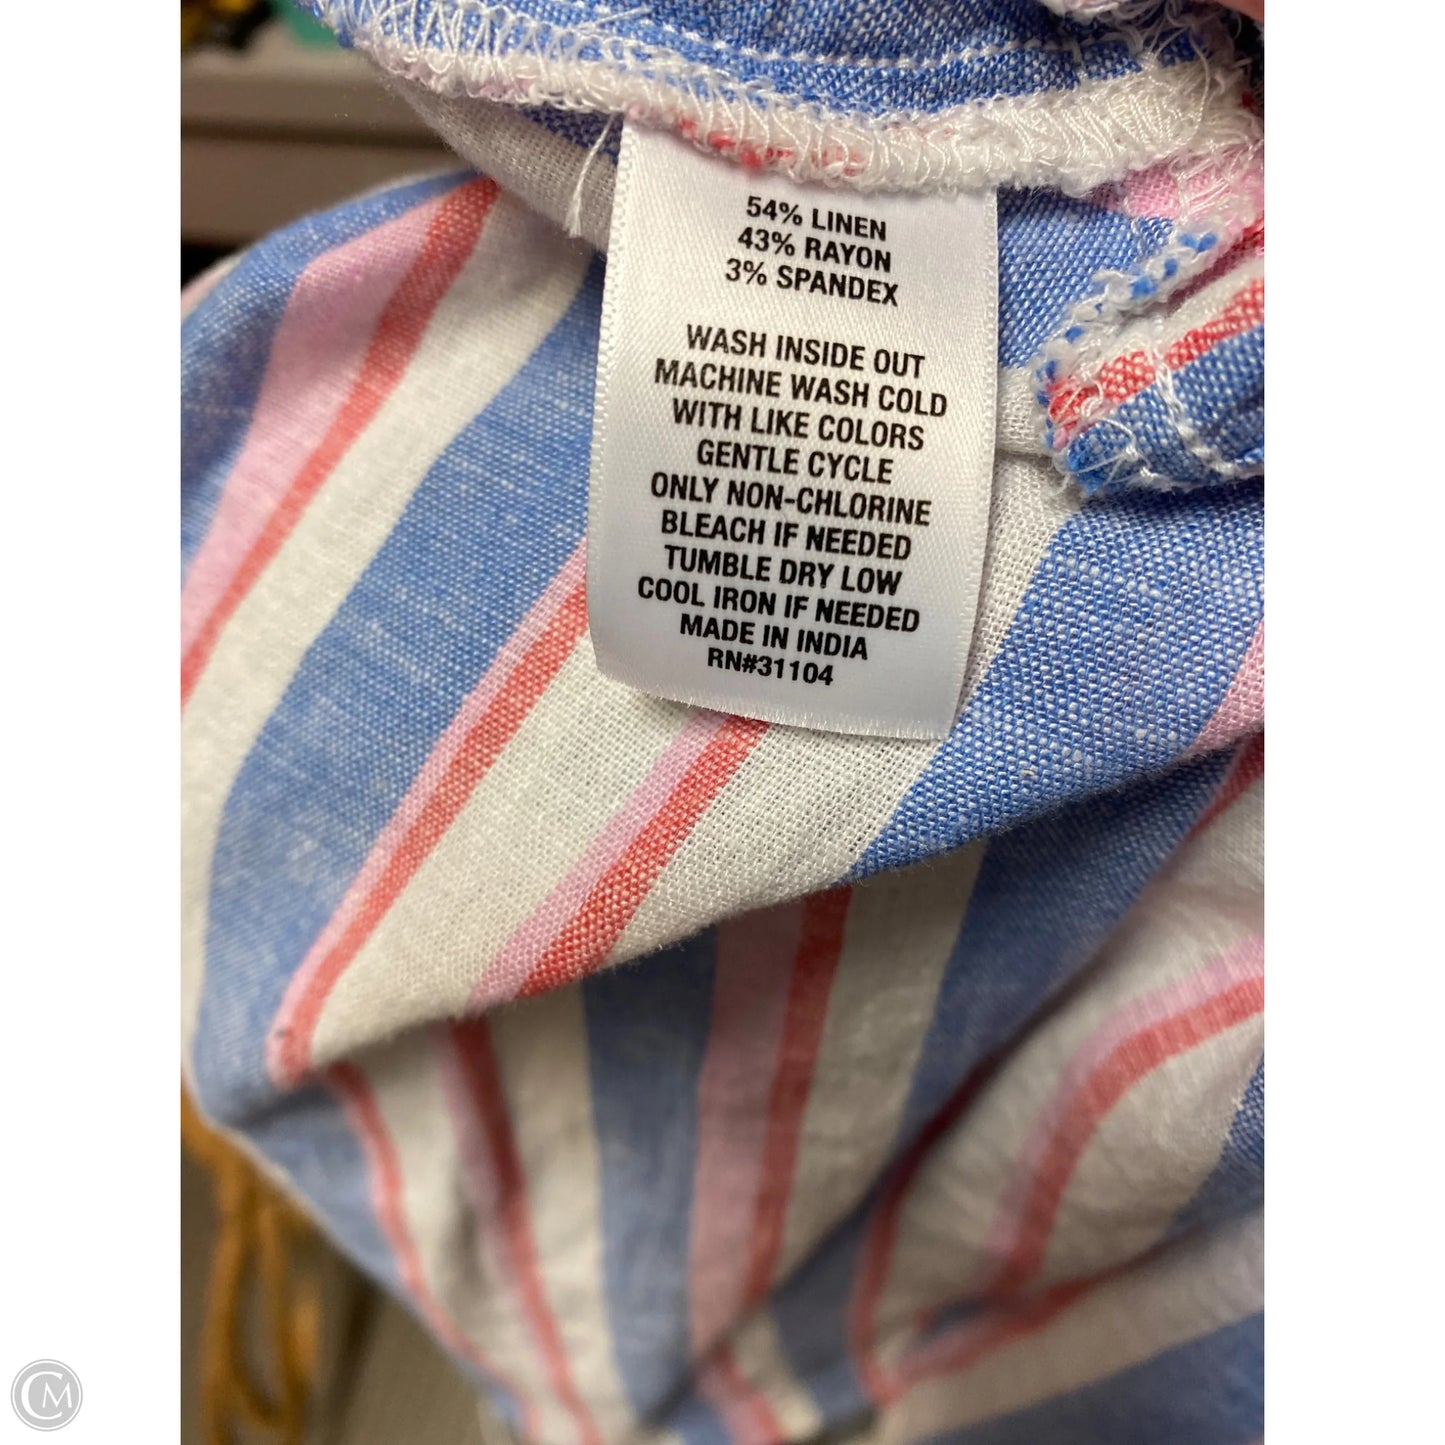 54% LINEN
43% RAYON
3% SPANDEX
WASH INSIDE OUT
MACHINE WASH COLD
WITH LIKE COLORS
GENTLE CYCLE
ONLY NON-CHLORINE
BLEACH IF NEEDED
TUMBLE DRY LOW
COOL IRON IF NEEDED
MADE IN INDIA
RN#31104
CM